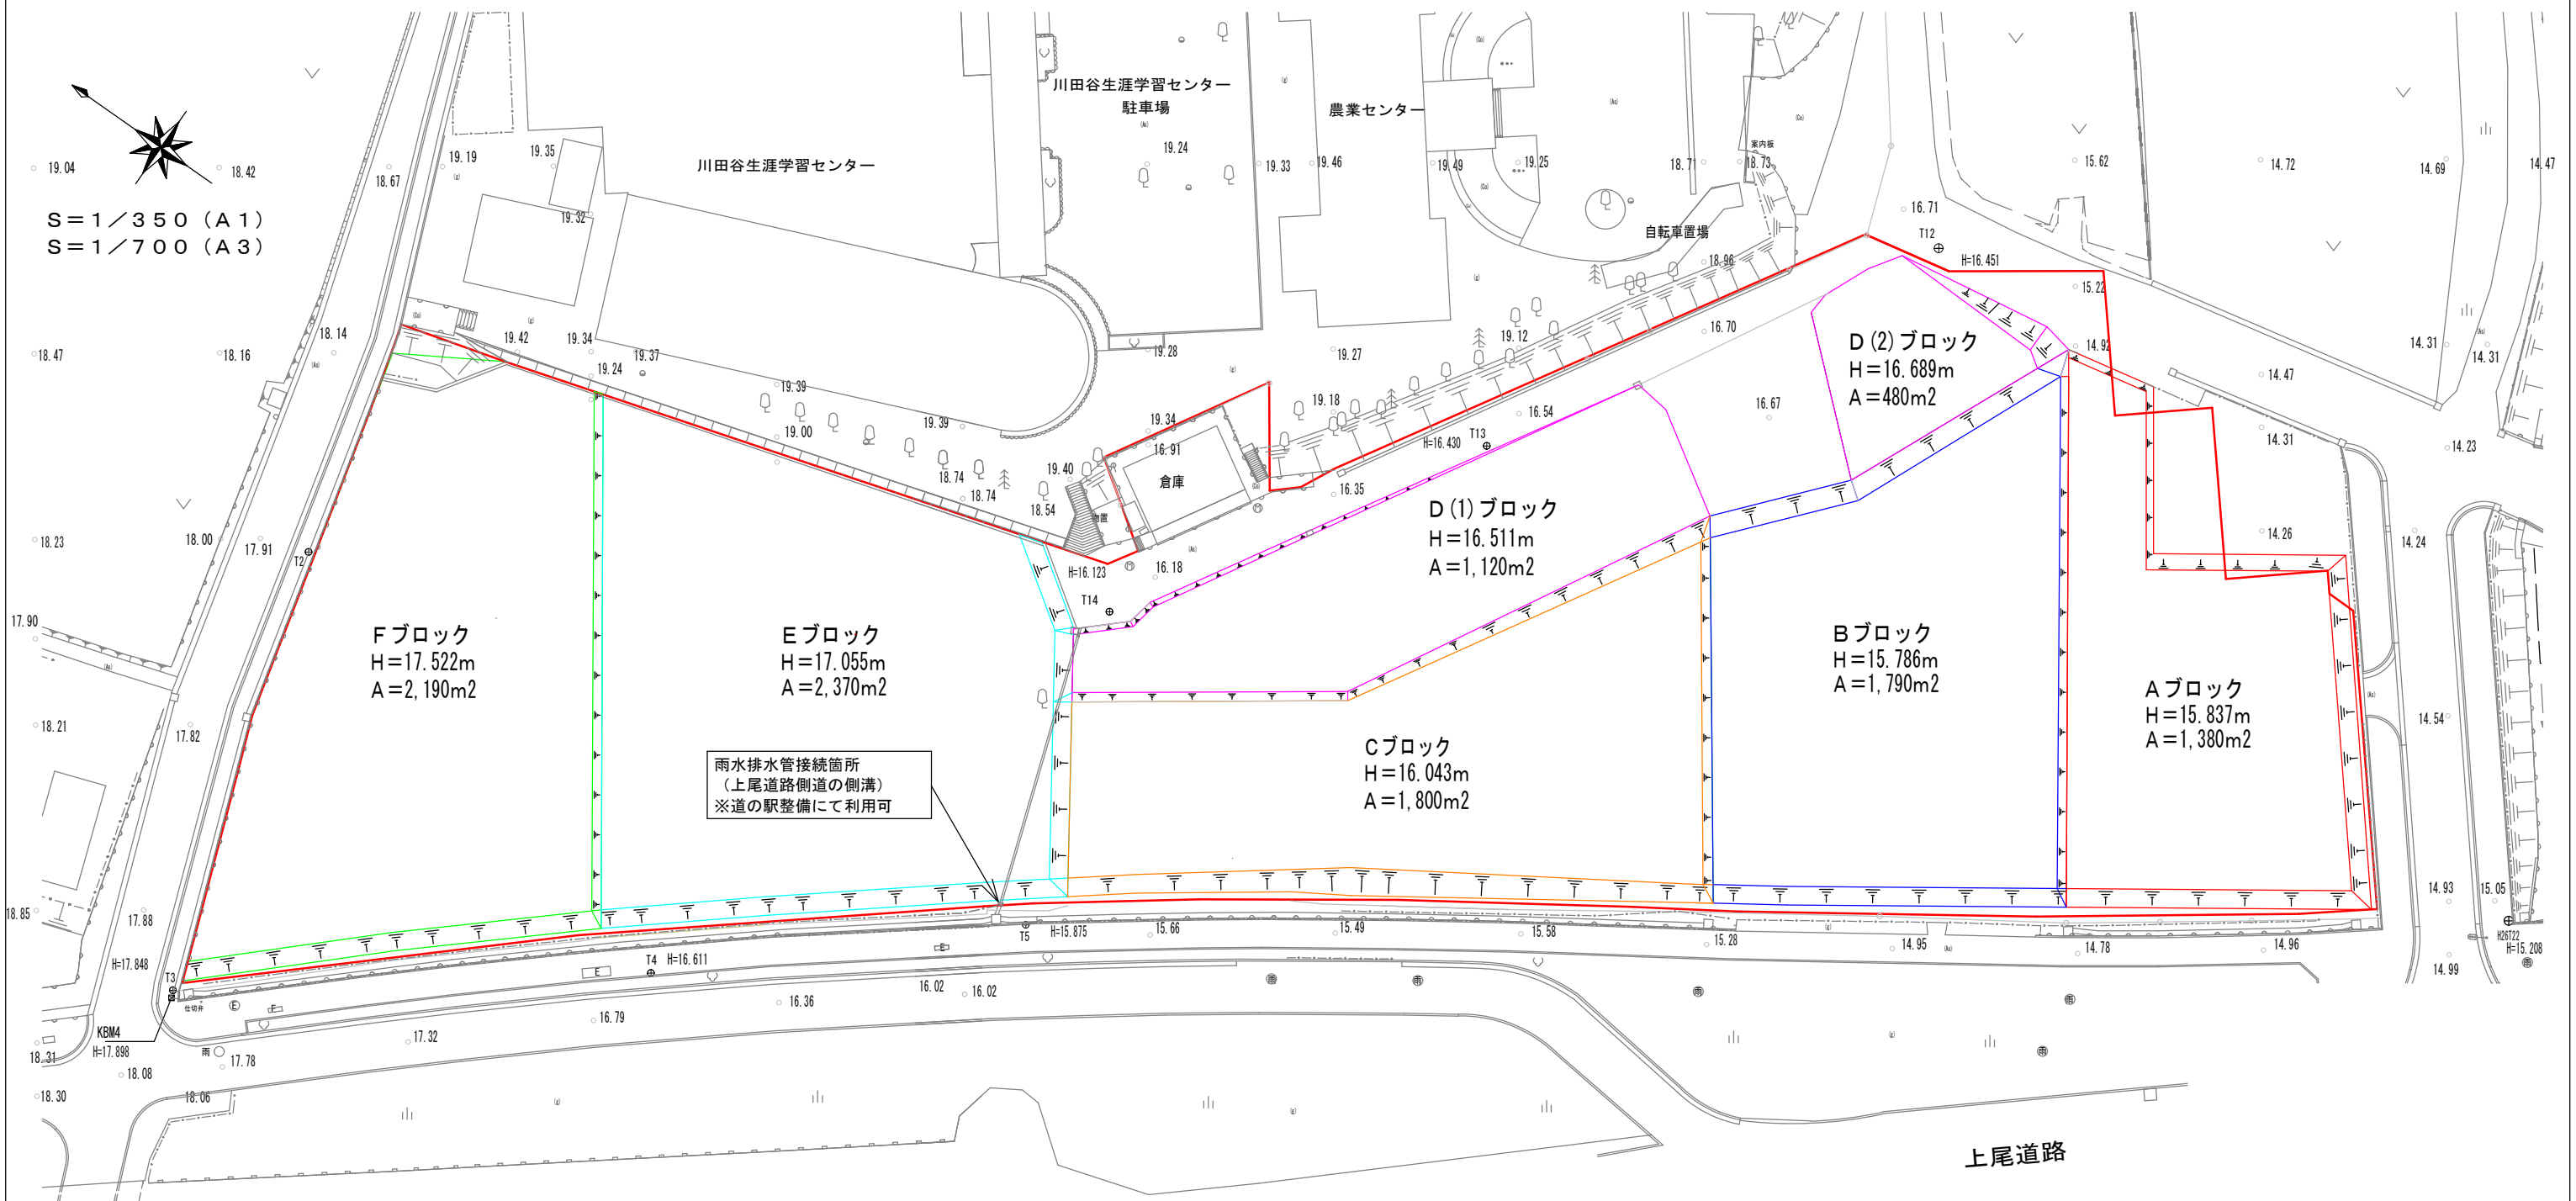 S＝1／350（A1）
S＝1／700（A3）
川田谷生涯学習センター
川田谷生涯学習センター
駐車場
農業センター
案内板
自転車置場
倉庫
物置
19.04
18.42
18.67
19.19
19.35
19.24
19.33
19.46
19.49
19.25
18.71
18.73
15.62
14.72
14.69
14.47
19.32
16.71
T12
H=16.451
18.96
15.22
18.47
18.16
18.14
19.42
19.34
19.37
19.24
19.28
19.27
19.12
16.70
14.92
14.47
14.31
14.31
19.39
19.00
19.39
19.34
16.91
19.18
H=16.430
T13
16.54
16.67
14.31
14.23
18.74
18.74
19.40
18.54
16.35
18.23
18.00
17.91
T2
H=16.123
16.18
T14
14.26
14.24
17.90
18.21
17.82
14.54
D(2)ブロック
H＝16.689m
A＝480m2
D(1)ブロック
H＝16.511m
A＝1,120m2
Fブロック
H＝17.522m
A＝2,190m2
Eブロック
H＝17.055m
A＝2,370m2
Bブロック
H＝15.786m
A＝1,790m2
Aブロック
H＝15.837m
A＝1,380m2
Cブロック
H＝16.043m
A＝1,800m2
雨水排水管接続箇所
（上尾道路側道の側溝）
※道の駅整備にて利用可
18.85
17.88
T5
H=15.875
15.66
15.49
15.58
15.28
14.95
14.78
14.96
14.93
15.05
H26T22
H=15.208
14.99
H=17.848
T3
T4
H=16.611
仕切弁
16.02
16.02
16.36
16.79
17.32
KBM4
H=17.898
雨
17.78
18.31
18.08
18.30
18.06
上尾道路